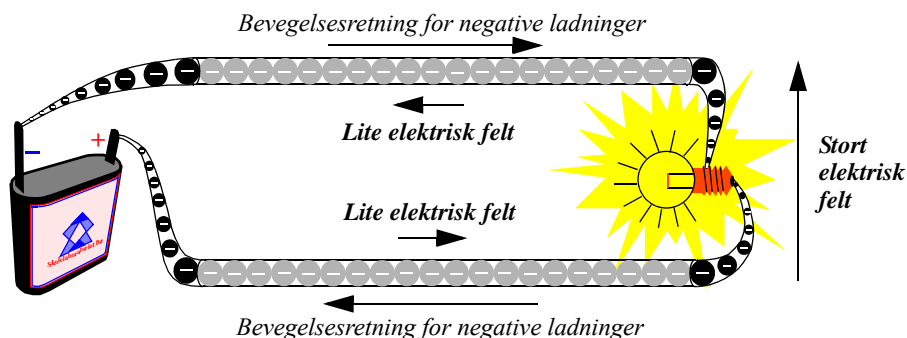 Bevegelsesretning for negative ladninger
Lite elektrisk felt
Stort
elektrisk
felt
Lite elektrisk felt
Bevegelsesretning for negative ladninger